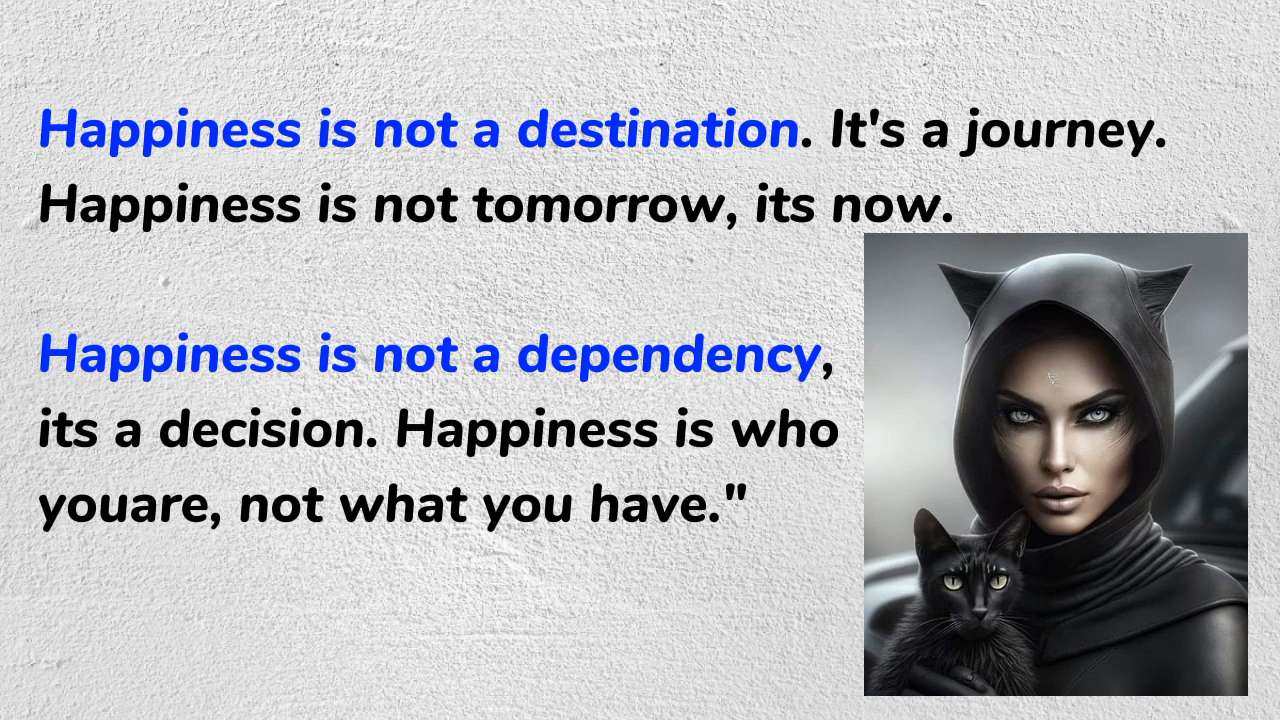 Happiness is not a destination. It's a journey.
Happiness is not tomorrow, its now.
Happiness is not a dependency,
its a decision. Happiness is who
youare, not what you have."